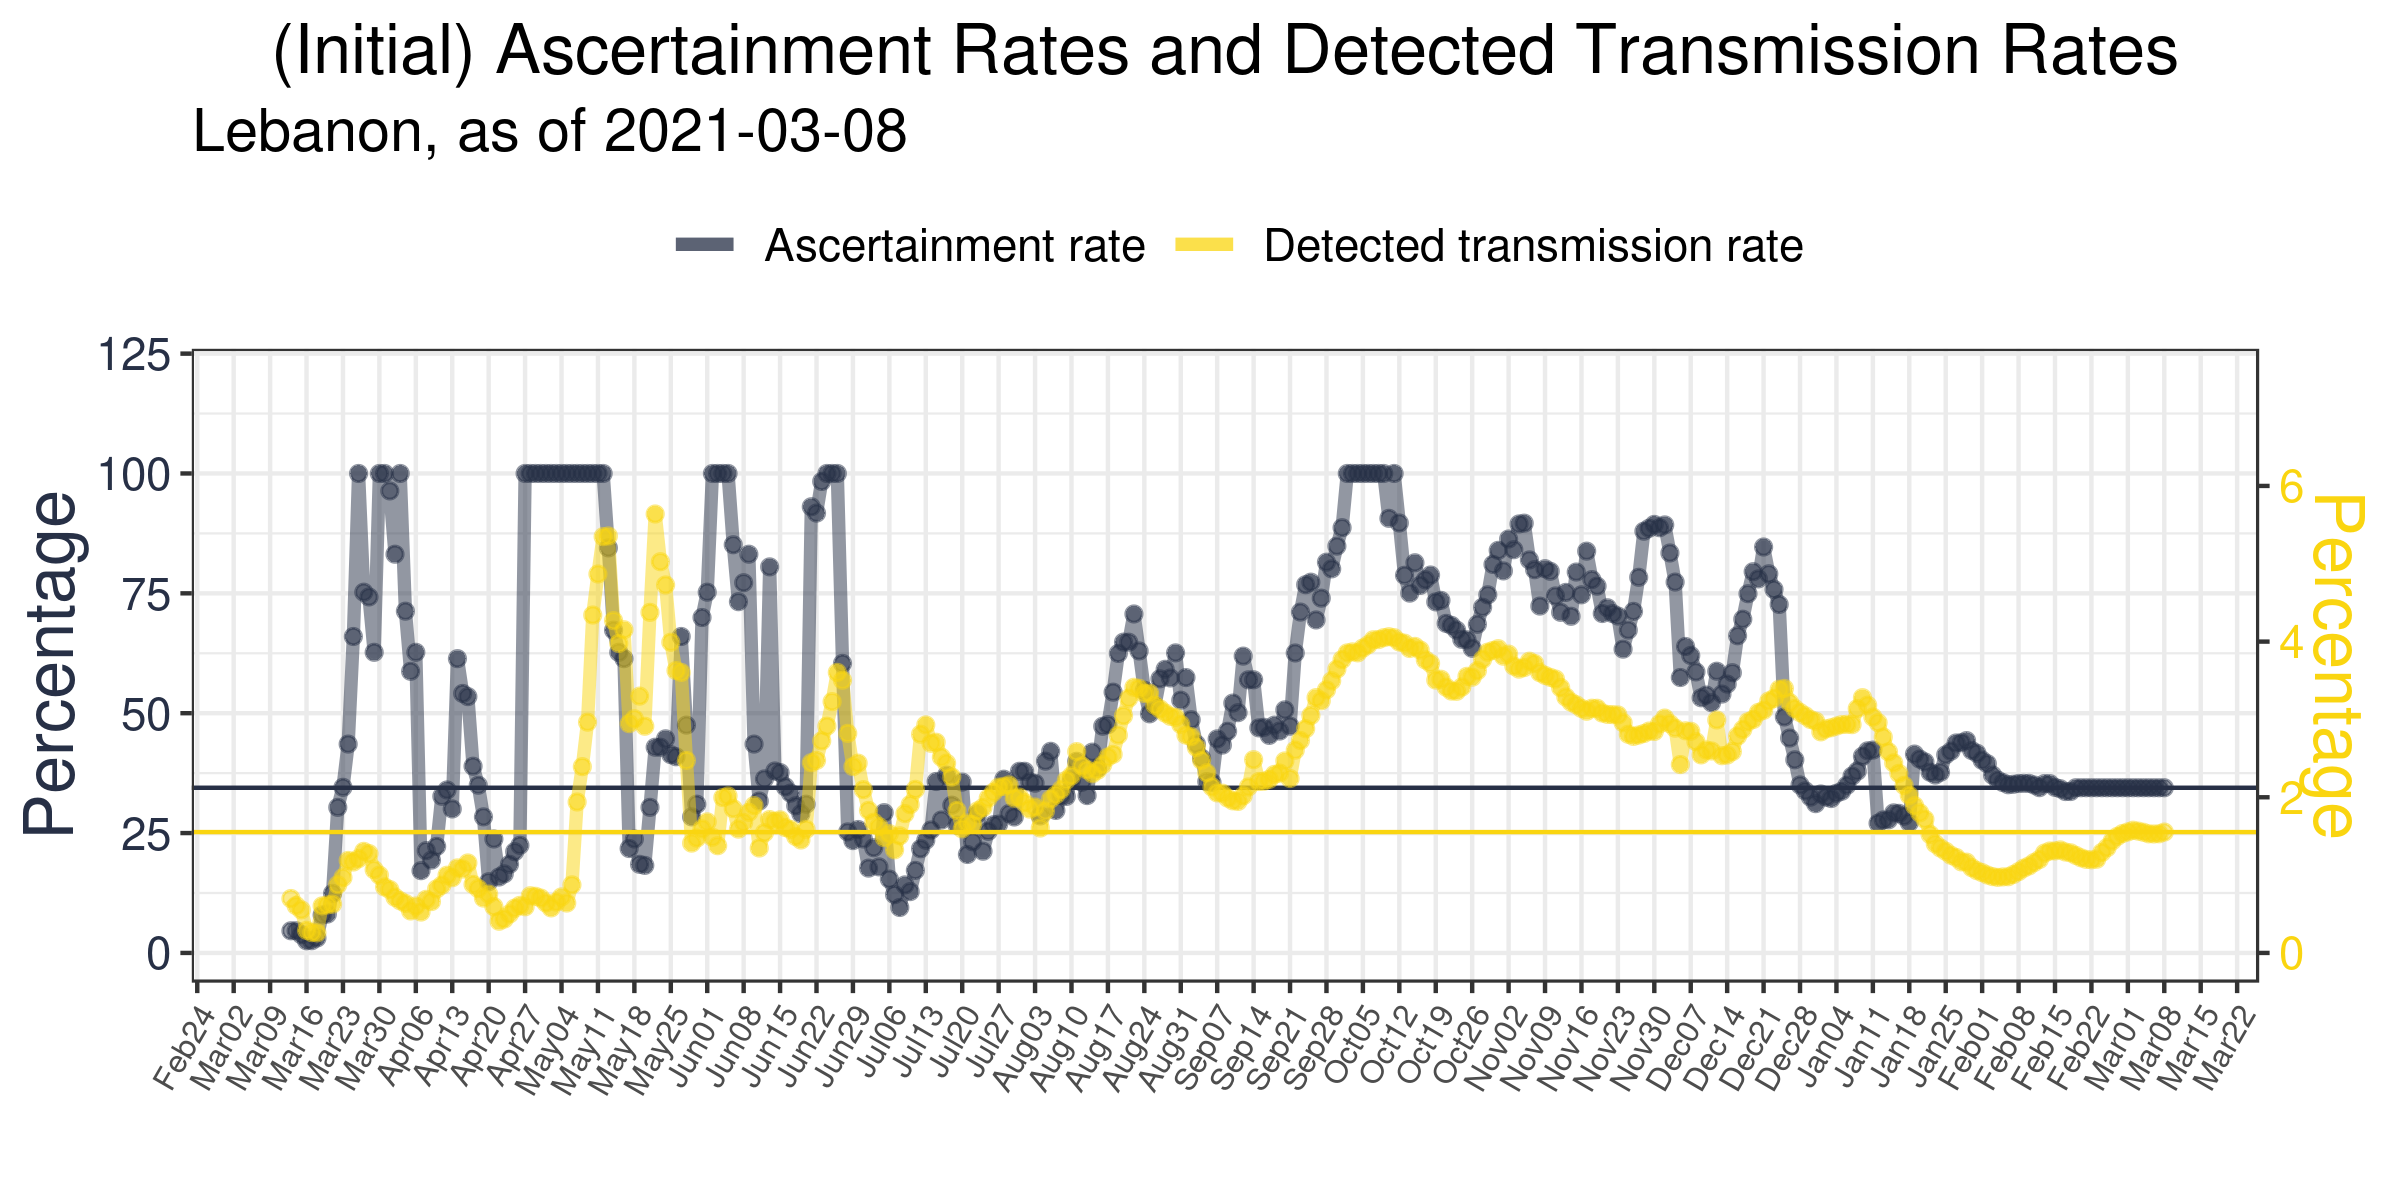 (Initial) Ascertainment Rates and Detected Transmission Rates
Lebanon, as of 2021-03-08
Ascertainment rate
Detected transmission rate
Percentage
125
100
75
50
25
0
6
4
2
0
Percentage
Feb24
Mar02
Mar09
Mar16
Mar23
Mar30
Apr06
Apr13
Apr20
Apr27
May04
May11
May18
May25
Jun01
Jun08
Jun15
Jun22
Jun29
Jul06
Jul13
Jul20
Jul27
Aug03
Aug10
Aug17
Aug24
Aug31
Sep07
Sep14
Sep21
Sep28
Oct05
Oct12
Oct19
Oct26
Nov02
Nov09
Nov16
Nov23
Nov30
Dec07
Dec14
Dec21
Dec28
Jan04
Jan11
Jan18
Jan25
Feb01
Feb08
Feb15
Feb22
Mar01
Mar08
Mar15
Mar22